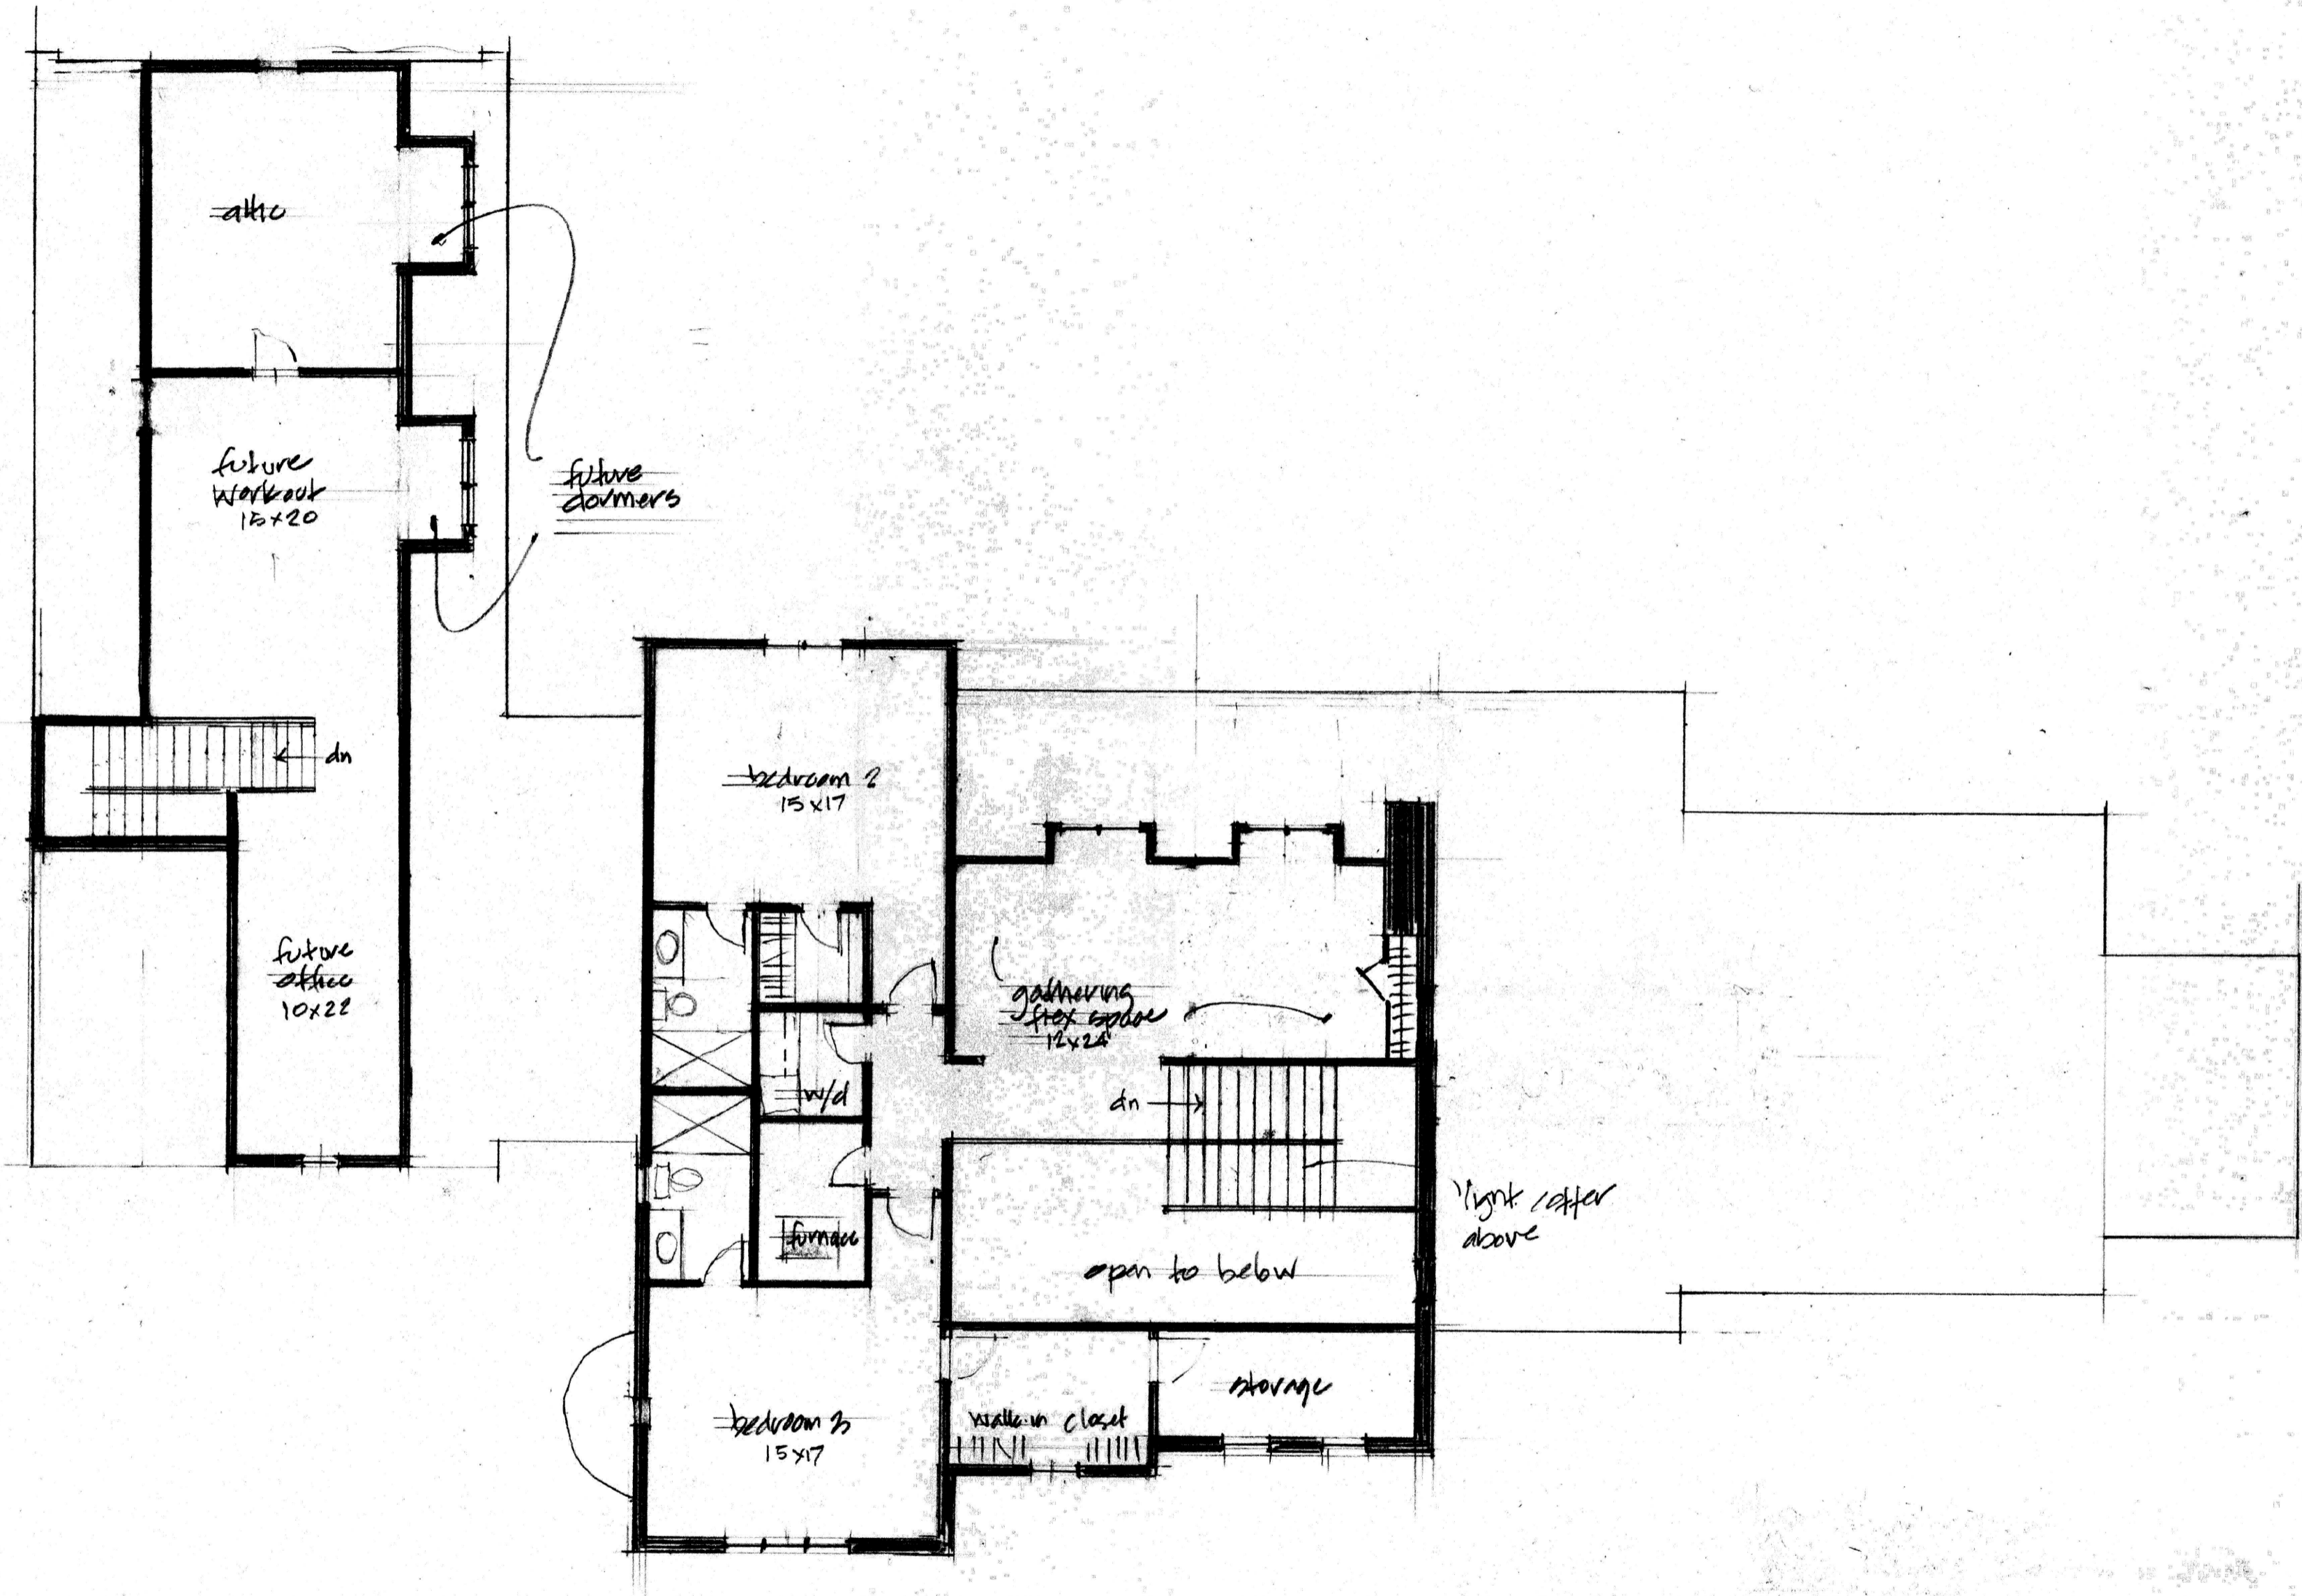 attic
future
workout
15x20
future
dormers
dn
future
office
10x22
bedroom 2
15x17
gathering
flex space
12x24
w/d
dn
furnace
light coffer
above
open to below
storage
walk-in closet
bedroom 3
15x17